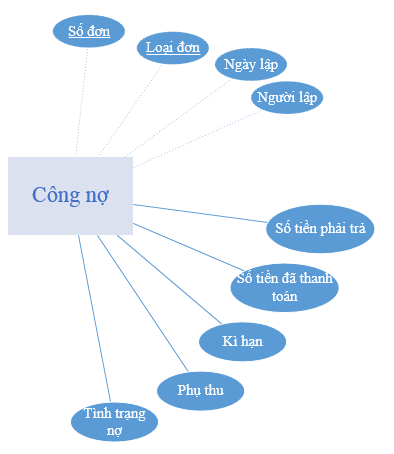 Số đơn
Loại đơn
Ngày lập
Người lập
Công nợ
Số tiền phải trả
Số tiền đã thanh
toán
Kì hạn
Phụ thu
Tình trạng
nợ